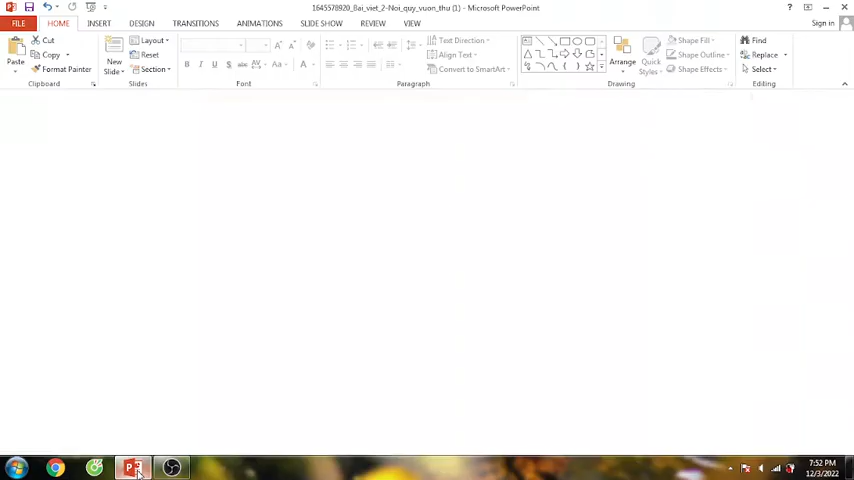 1645578920_Bai_viet_2-Noi_quy_vuon_thu (1) - Microsoft PowerPoint
FILE HOME INSERT DESIGN TRANSITIONS ANIMATIONS SLIDE SHOW REVIEW VIEW Sign in
Cut Layout Text Direction Shape Fill Find
Paste Copy New Slide Reset Align Text Arrange Quick Styles Shape Outline Replace
Format Painter Section B I U S abc AV Aa A Convert to SmartArt Shape Effects Select
Clipboard Slides Font Paragraph Drawing Editing
7:52 PM
12/3/2022